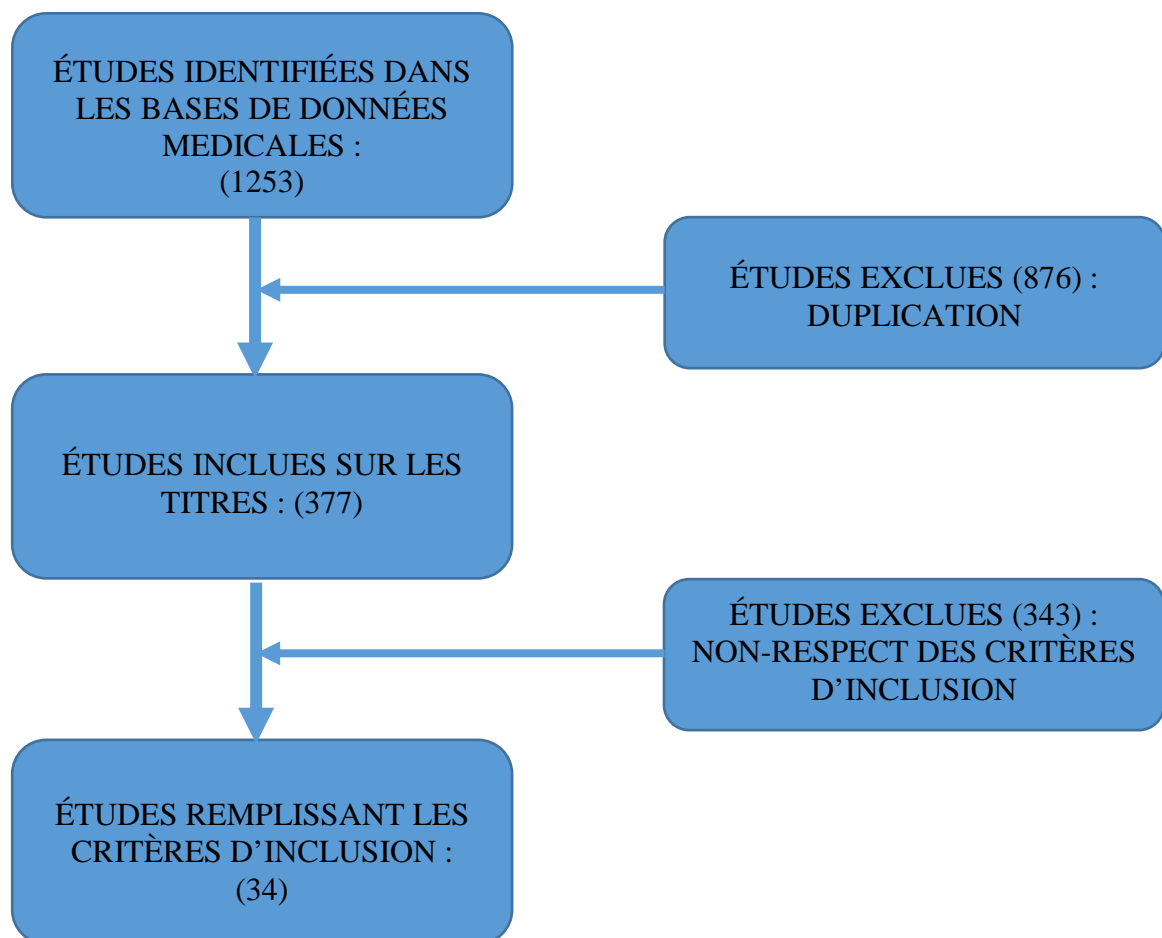 ÉTUDES IDENTIFIÉES DANS
LES BASES DE DONNÉES
MEDICALES :
(1253)
ÉTUDES EXCLUES (876) :
DUPLICATION
ÉTUDES INCLUES SUR LES
TITRES : (377)
ÉTUDES EXCLUES (343) :
NON-RESPECT DES CRITÈRES
D’INCLUSION
ÉTUDES REMPLISSANT LES
CRITÈRES D’INCLUSION :
(34)